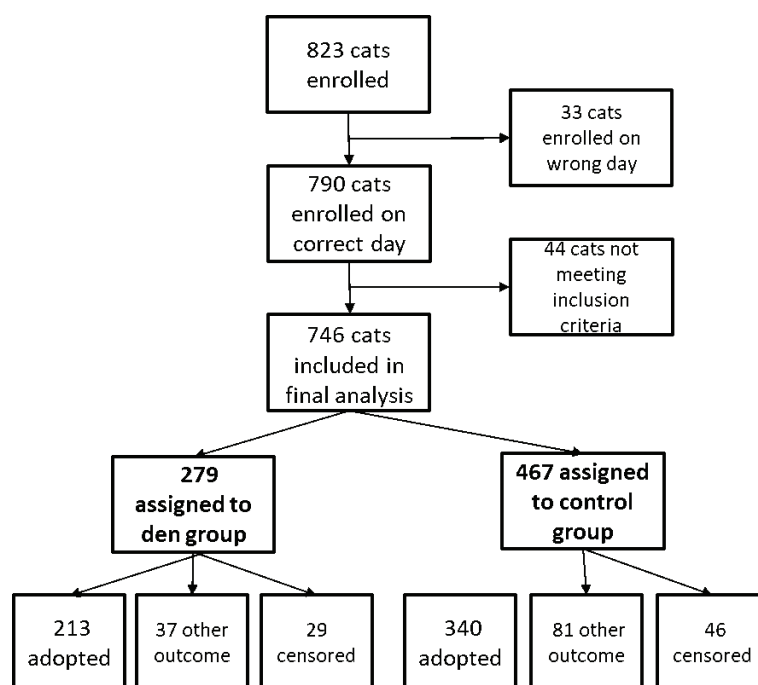 823 cats
enrolled
33 cats
enrolled on
wrong day
790 cats
enrolled on
correct day
44 cats not
meeting
inclusion
criteria
746 cats
included in
final analysis
279
assigned to
den group
467 assigned
to control
group
213
adopted
37 other
outcome
29
censored
340
adopted
81 other
outcome
46
censored